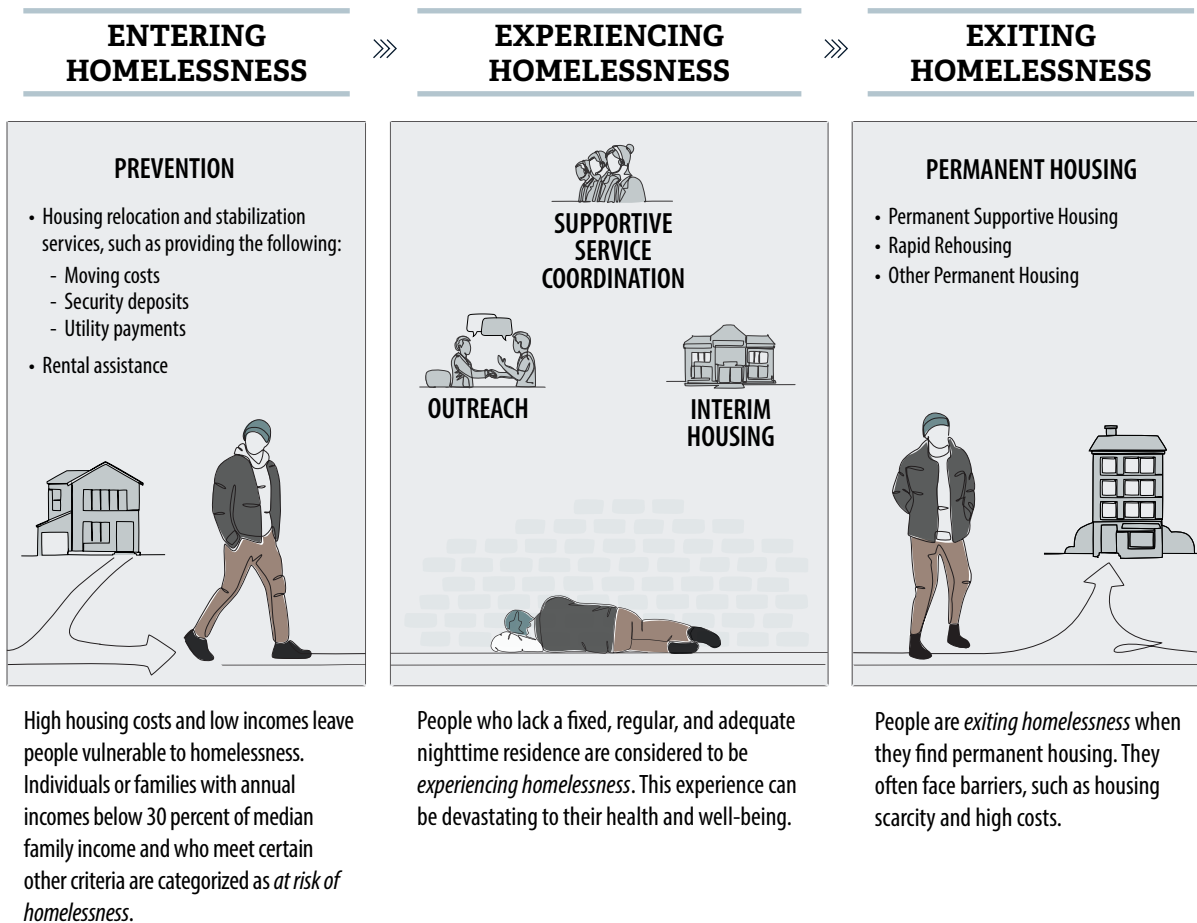 ENTERING
HOMELESSNESS
EXPERIENCING
HOMELESSNESS
EXITING
HOMELESSNESS
PREVENTION
• Housing relocation and stabilization
services, such as providing the following:
- Moving costs
- Security deposits
- Utility payments
• Rental assistance
SUPPORTIVE
SERVICE
COORDINATION
OUTREACH
INTERIM
HOUSING
PERMANENT HOUSING
• Permanent Supportive Housing
• Rapid Rehousing
• Other Permanent Housing
High housing costs and low incomes leave
people vulnerable to homelessness.
Individuals or families with annual
incomes below 30 percent of median
family income and who meet certain
other criteria are categorized as at risk of
homelessness.
People who lack a fixed, regular, and adequate
nighttime residence are considered to be
experiencing homelessness. This experience can
be devastating to their health and well-being.
People are exiting homelessness when
they find permanent housing. They
often face barriers, such as housing
scarcity and high costs.